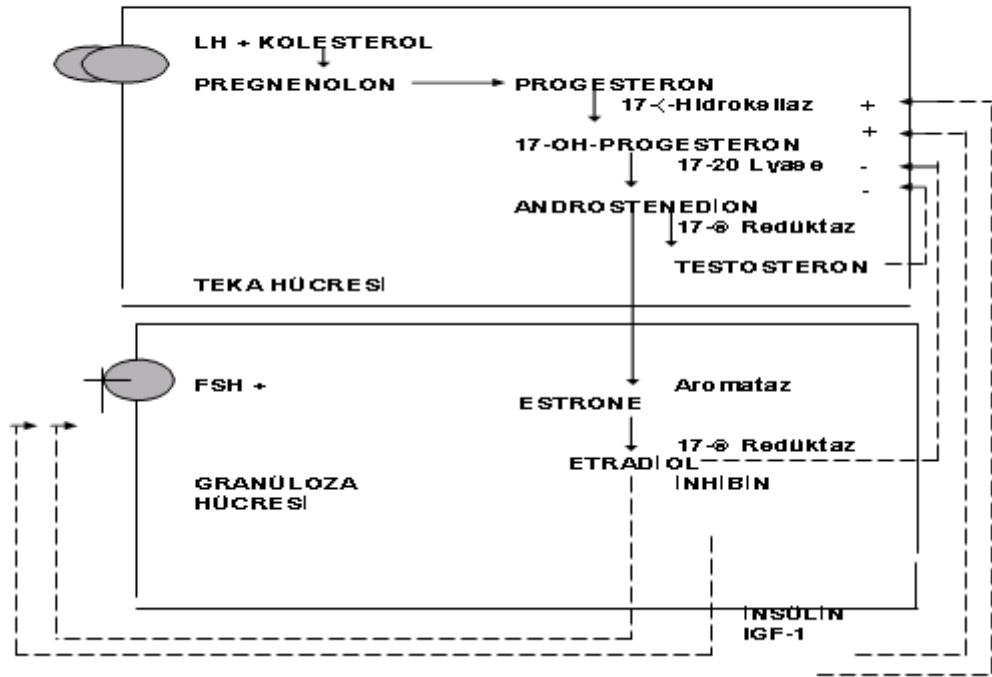 LH + KOLESTEROL
PREGNENOLON
PROGESTERON
17-<-Hidroksilaz
+
+
17-OH-PROGESTERON
17-20 Lyase
-
-
ANDROSTENEDİON
17-® Redüktaz
TESTOSTERON
TEKA HÜCRESİ
FSH +
Aromataz
ESTRONE
17-® Redüktaz
ETRADİOL
İNHİBİN
GRANÜLOZA
HÜCRESİ
İNSÜLİN
IGF-1